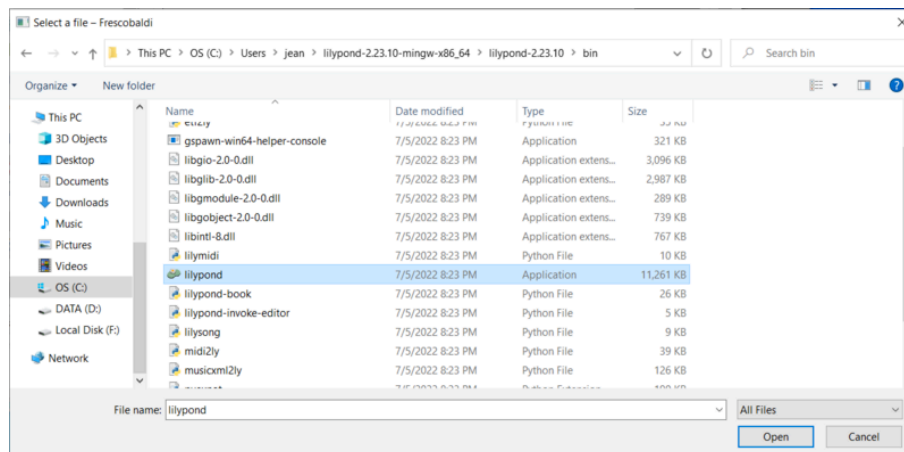 Select a file – Frescobaldi
This PC > OS (C:) > Users > jean > lilypond-2.23.10-mingw-x86_64 > lilypond-2.23.10 > bin
Search bin
Organize New folder
Name Date modified Type Size
gspawn-win64-helper-console 7/5/2022 8:23 PM Application 321 KB
libgio-2.0-0.dll 7/5/2022 8:23 PM Application extens... 3,096 KB
libglib-2.0-0.dll 7/5/2022 8:23 PM Application extens... 2,987 KB
libgmodule-2.0-0.dll 7/5/2022 8:23 PM Application extens... 289 KB
libgobject-2.0-0.dll 7/5/2022 8:23 PM Application extens... 739 KB
libintl-8.dll 7/5/2022 8:23 PM Application extens... 767 KB
lilymidi 7/5/2022 8:23 PM Python File 10 KB
lilypond 7/5/2022 8:23 PM Application 11,261 KB
lilypond-book 7/5/2022 8:23 PM Python File 26 KB
lilypond-invoke-editor 7/5/2022 8:23 PM Python File 5 KB
lilysong 7/5/2022 8:23 PM Python File 9 KB
midi2ly 7/5/2022 8:23 PM Python File 39 KB
musicxml2ly 7/5/2022 8:23 PM Python File 126 KB
This PC
3D Objects
Desktop
Documents
Downloads
Music
Pictures
Videos
OS (C:)
DATA (D:)
Local Disk (F:)
Network
File name: lilypond
All Files
Open Cancel